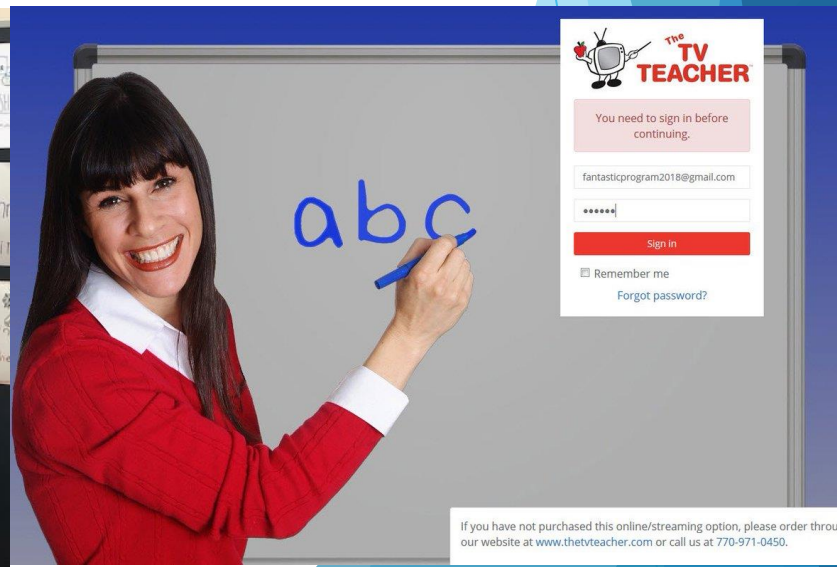 The
TV
TEACHER
You need to sign in before
continuing.
fantasticprogram2018@gmail.com
••••••
Sign in
Remember me
Forgot password?
abc
If you have not purchased this online/streaming option, please order
our website at www.thetvteacher.com or call us at 770-971-0450.